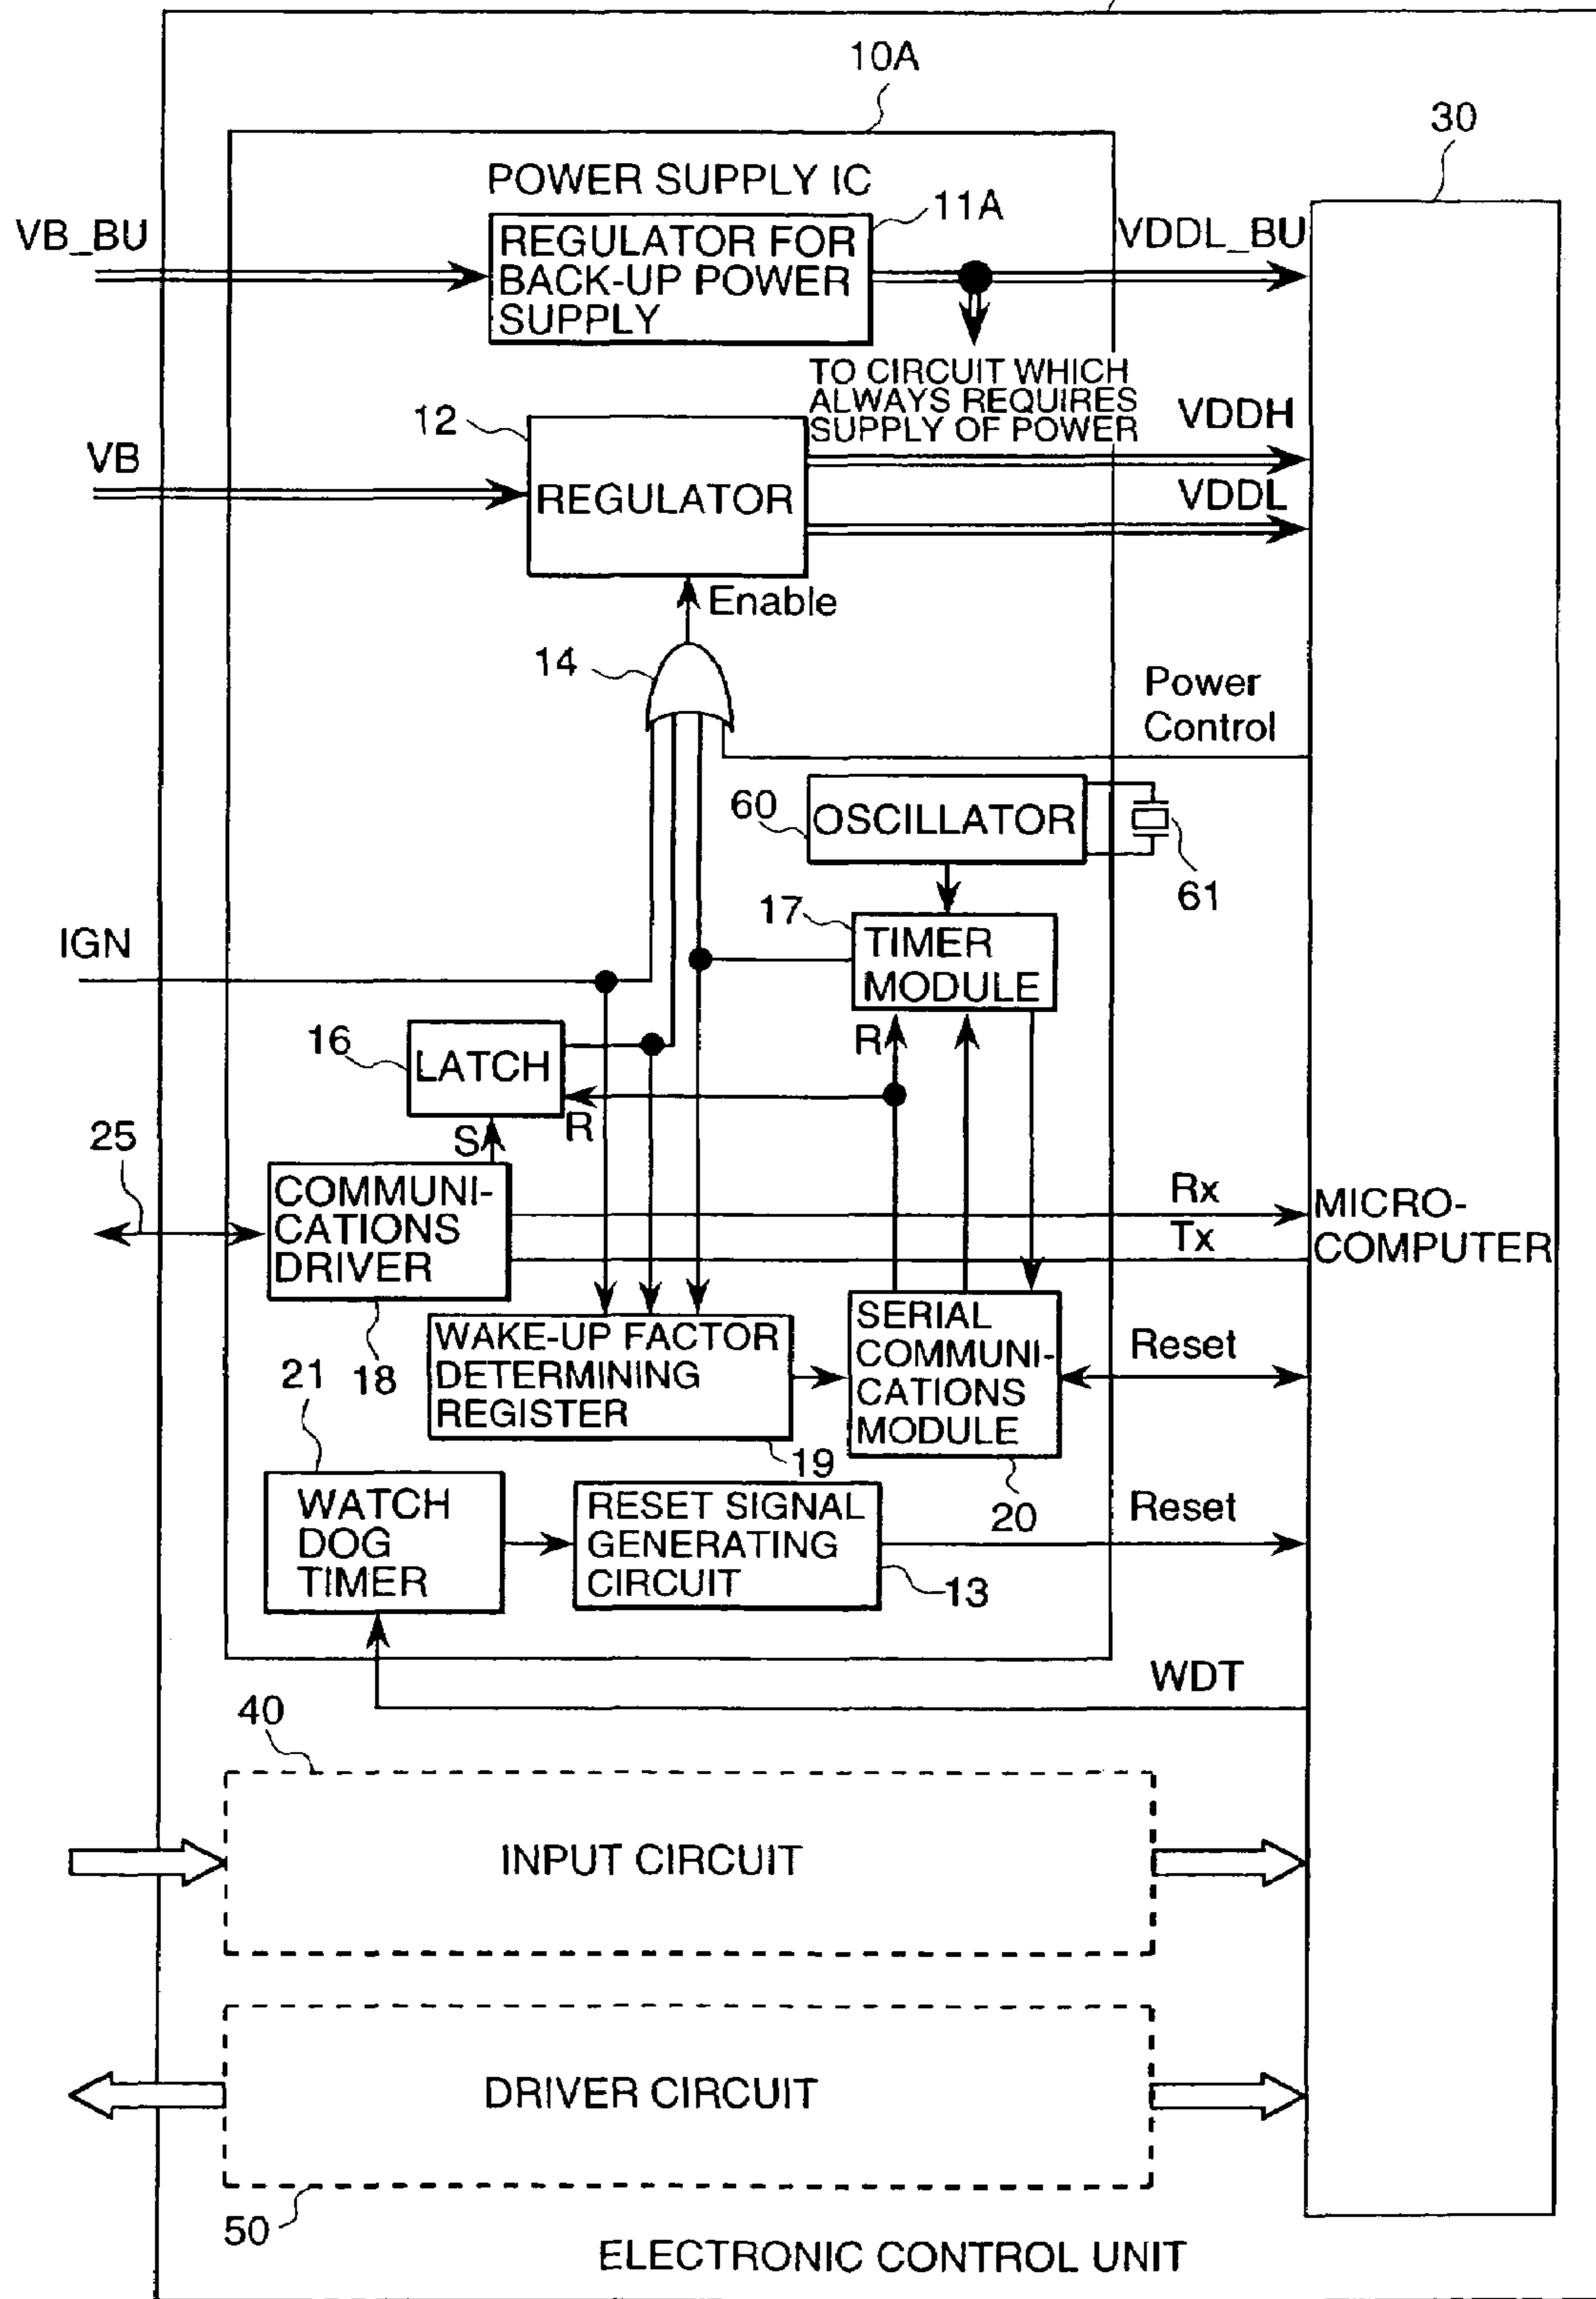 10A
30
POWER SUPPLY IC
11A
VB_BU
REGULATOR FOR
BACK-UP POWER
SUPPLY
VDDL_BU
TO CIRCUIT WHICH
ALWAYS REQUIRES
SUPPLY OF POWER
12
VDDH
VB
REGULATOR
VDDL
Enable
14
Power
Control
60
OSCILLATOR
61
17
IGN
TIMER
MODULE
16
LATCH
R
R
S
25
COMMUNI-
CATIONS
DRIVER
Rx
Tx
MICRO-
COMPUTER
18
WAKE-UP FACTOR
DETERMINING
REGISTER
19
SERIAL
COMMUNI-
CATIONS
MODULE
20
Reset
21
WATCH
DOG
TIMER
RESET SIGNAL
GENERATING
CIRCUIT
13
Reset
WDT
40
INPUT CIRCUIT
DRIVER CIRCUIT
50
ELECTRONIC CONTROL UNIT